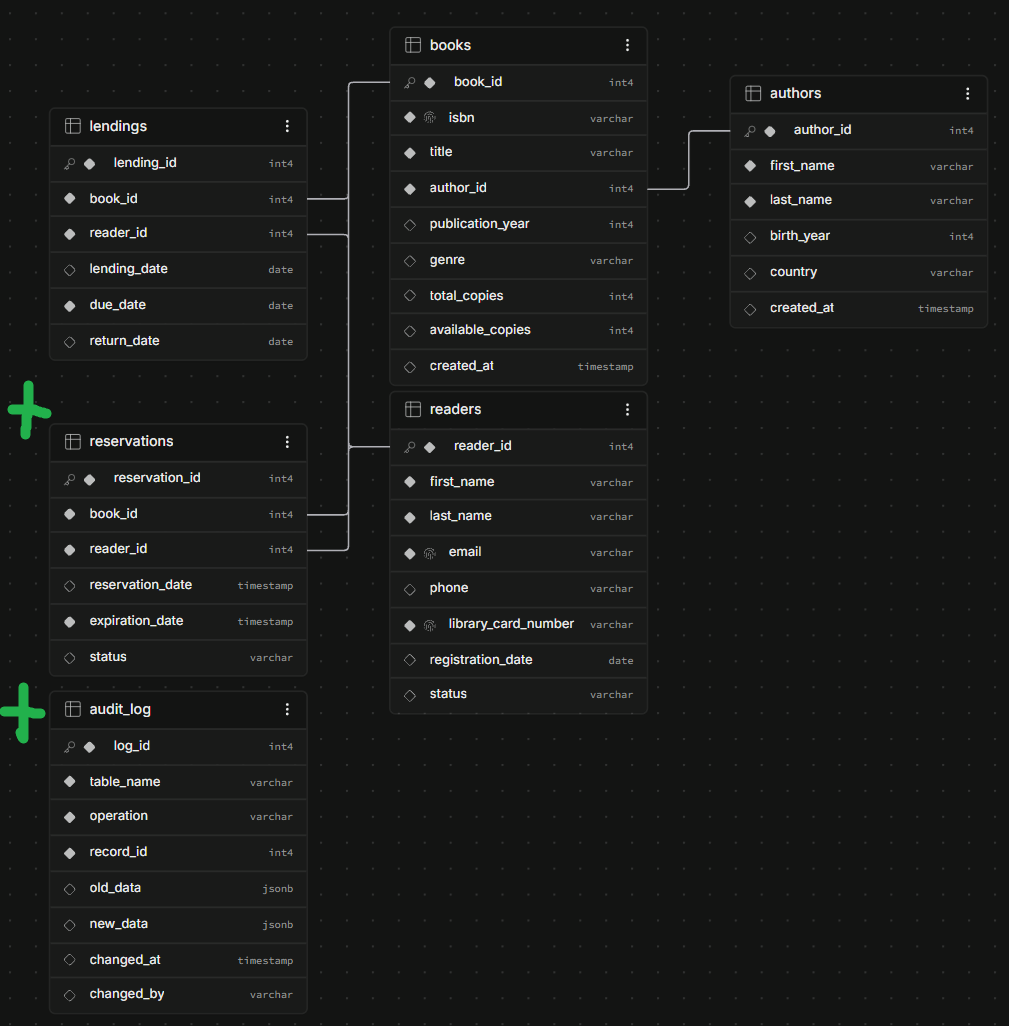 books
book_id int4
isbn varchar
title varchar
author_id int4
publication_year int4
genre varchar
total_copies int4
available_copies int4
created_at timestamp
authors
author_id int4
first_name varchar
last_name varchar
birth_year int4
country varchar
created_at timestamp
lendings
lending_id int4
book_id int4
reader_id int4
lending_date date
due_date date
return_date date
readers
reader_id int4
first_name varchar
last_name varchar
email varchar
phone varchar
library_card_number varchar
registration_date date
status varchar
reservations
reservation_id int4
book_id int4
reader_id int4
reservation_date timestamp
expiration_date timestamp
status varchar
audit_log
log_id int4
table_name varchar
operation varchar
record_id int4
old_data jsonb
new_data jsonb
changed_at timestamp
changed_by varchar